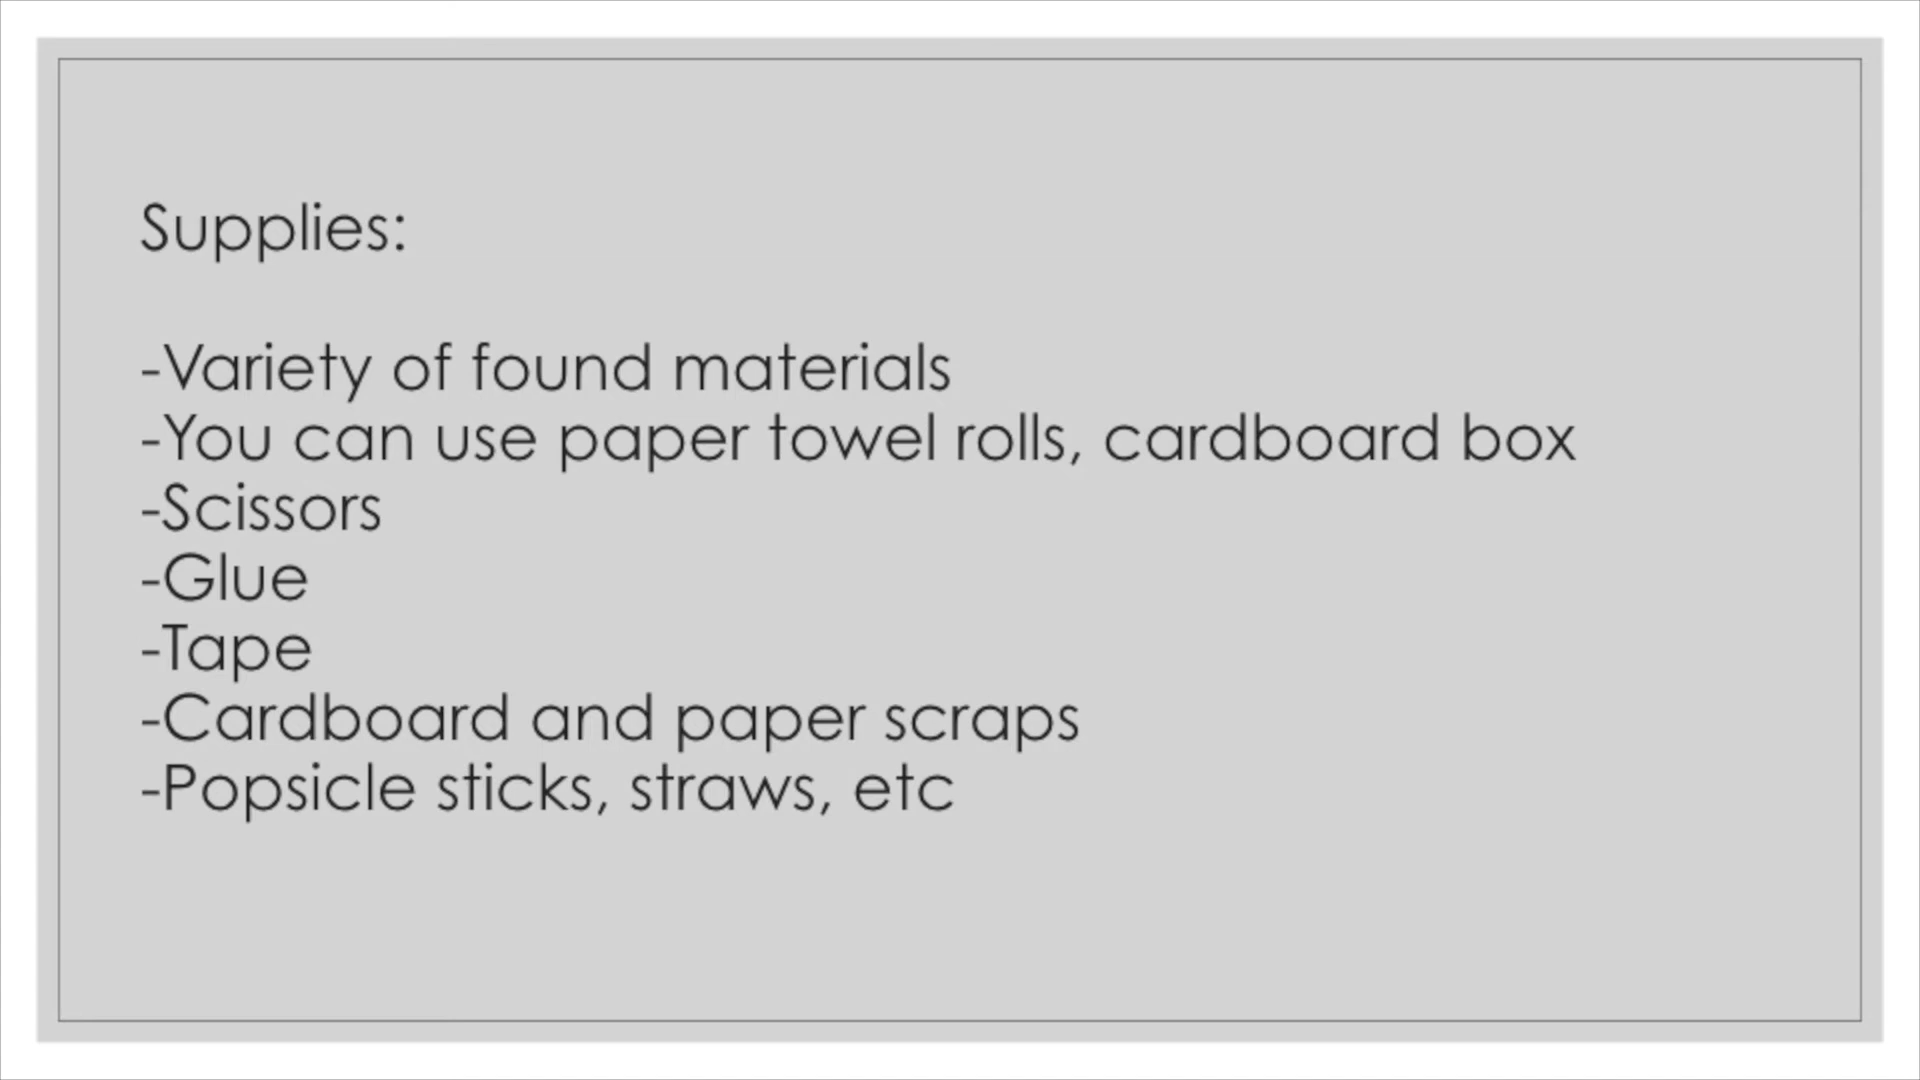 Supplies:
-Variety of found materials
-You can use paper towel rolls, cardboard box
-Scissors
-Glue
-Tape
-Cardboard and paper scraps
-Popsicle sticks, straws, etc